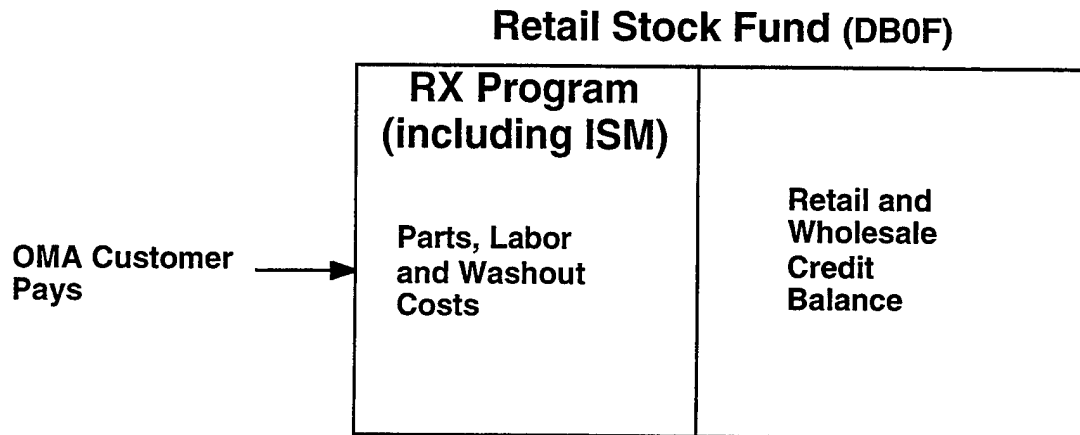 Retail Stock Fund (DB0F)
RX Program
(including ISM)
OMA Customer
Pays
Parts, Labor
and Washout
Costs
Retail and
Wholesale
Credit
Balance